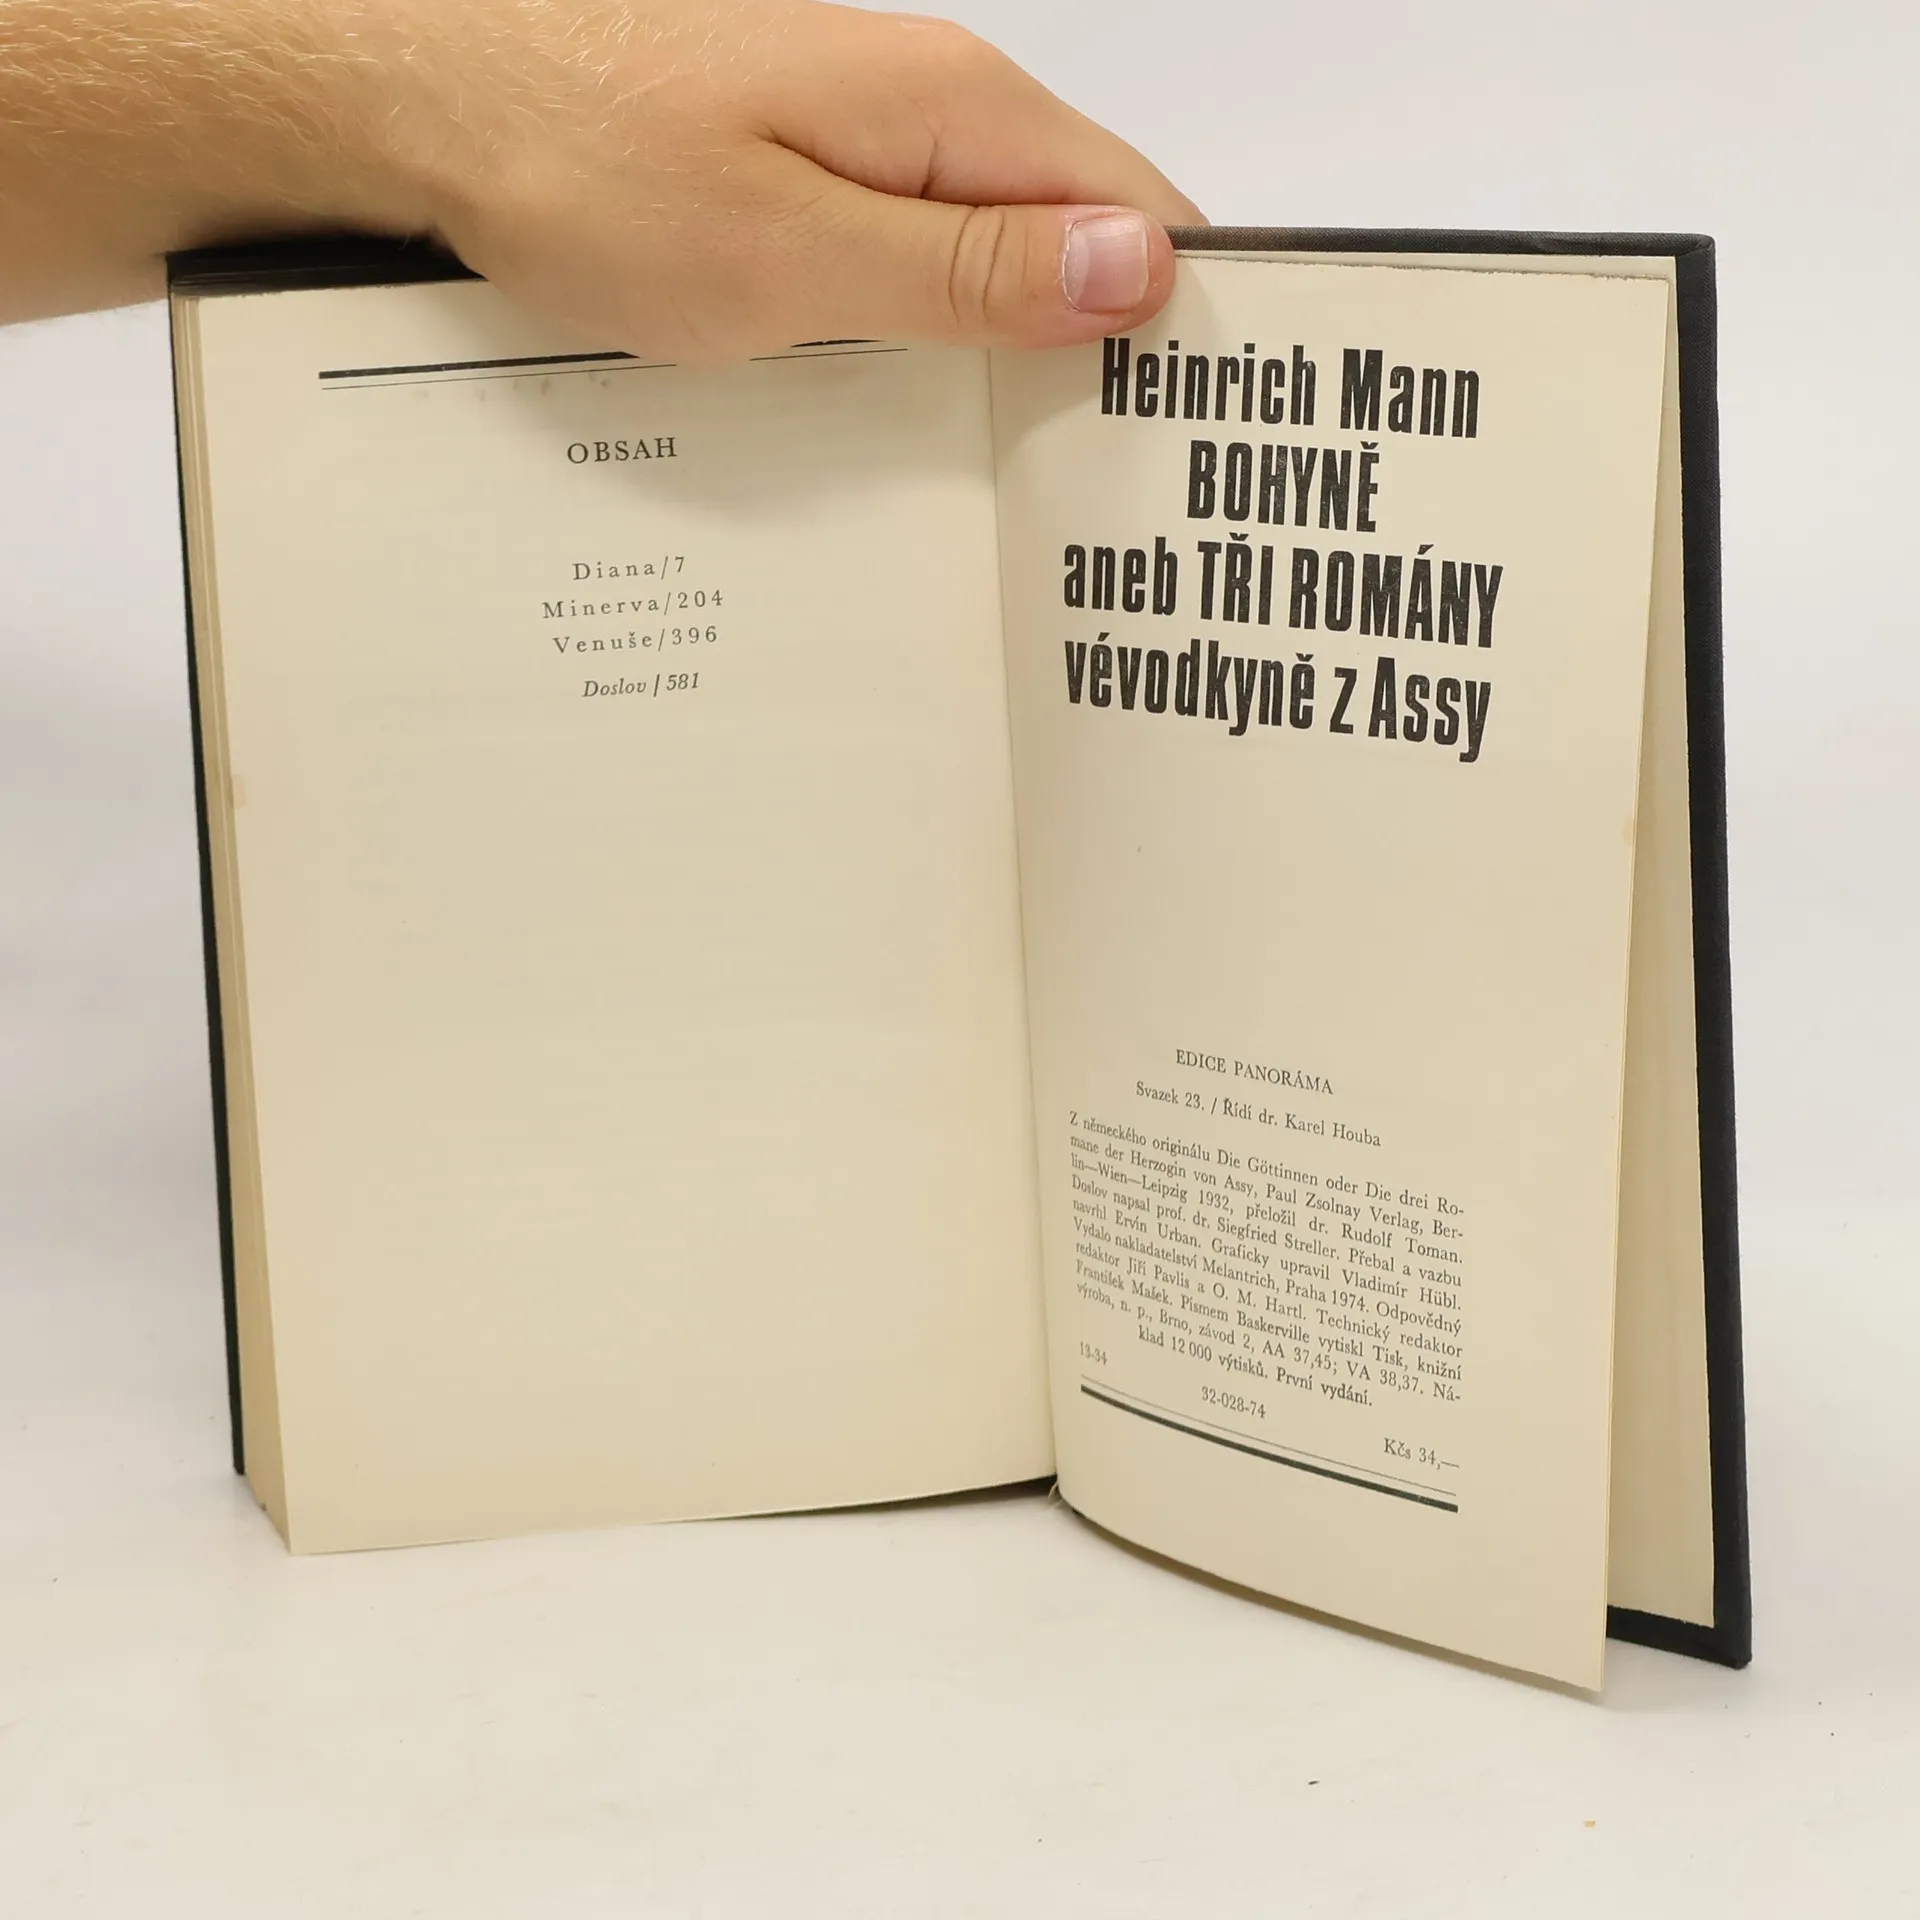 OBSAH
Diana/7
Minerva/204
Venuše/396
Doslov/581
Heinrich Mann
BOHYNĚ
aneb TŘI ROMÁNY
vévodkyně z Assy
EDICE PANORÁMA
Svazek 23. / Řídí dr. Karel Houba
Z německého originálu Die Göttinnen oder Die drei Ro-
mane der Herzogin von Assy, Paul Zsolnay Verlag, Ber-
lin—Wien—Leipzig 1932, přeložil dr. Rudolf Toman.
Doslov napsal prof. dr. Siegfried Streller. Přebal a vazbu
navrhl Ervín Urban. Graficky upravil Vladimír Hübl.
Vydalo nakladatelství Melantrich, Praha 1974. Odpovědný
redaktor Jiří Pavlis a O. M. Hartl. Technický redaktor
František Mašek. Písmem Baskerville vytiskl Tisk, knižní
výroba, n. p., Brno, závod 2, AA 37,45; VA 38,37. Ná-
klad 12 000 výtisků. První vydání.
13-34
32-028-74
Kčs 34,—